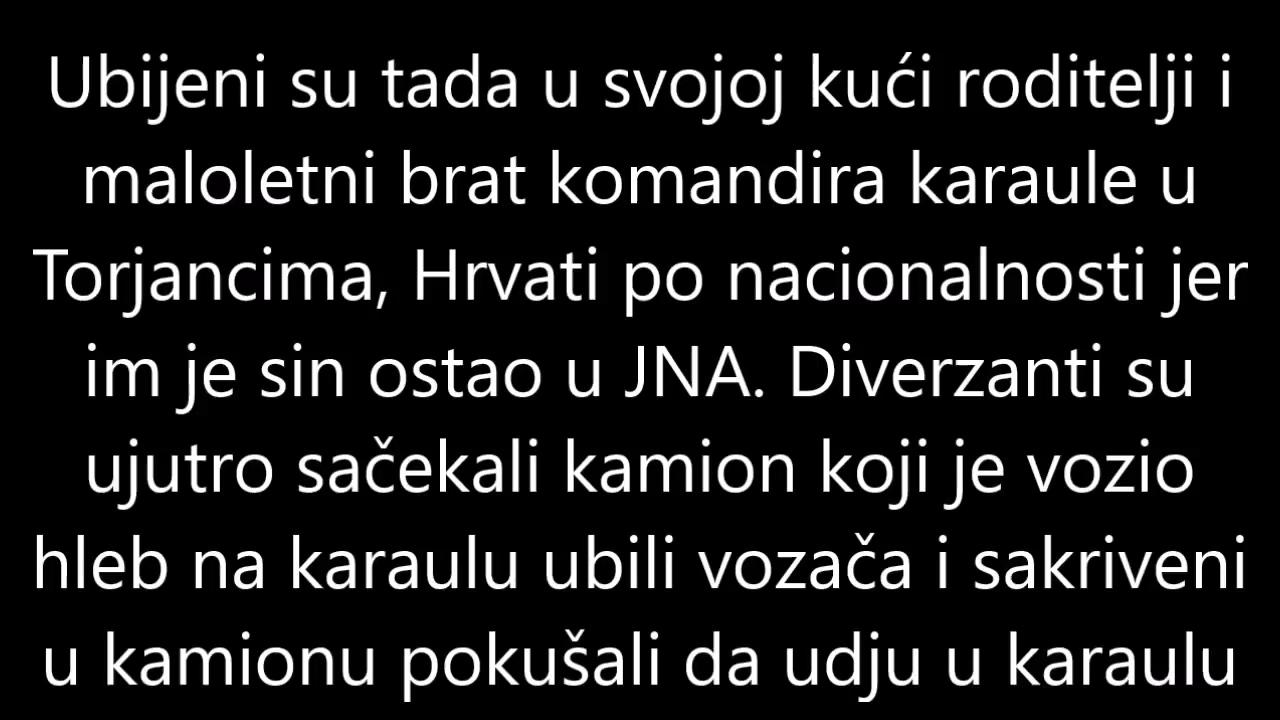 Ubijeni su tada u svojoj kući roditelji i
maloletni brat komandira karaule u
Torjancima, Hrvati po nacionalnosti jer
im je sin ostao u JNA. Diverzanti su
ujutro sačekali kamion koji je vozio
hleb na karaulu ubili vozača i sakriveni
u kamionu pokušali da udju u karaulu